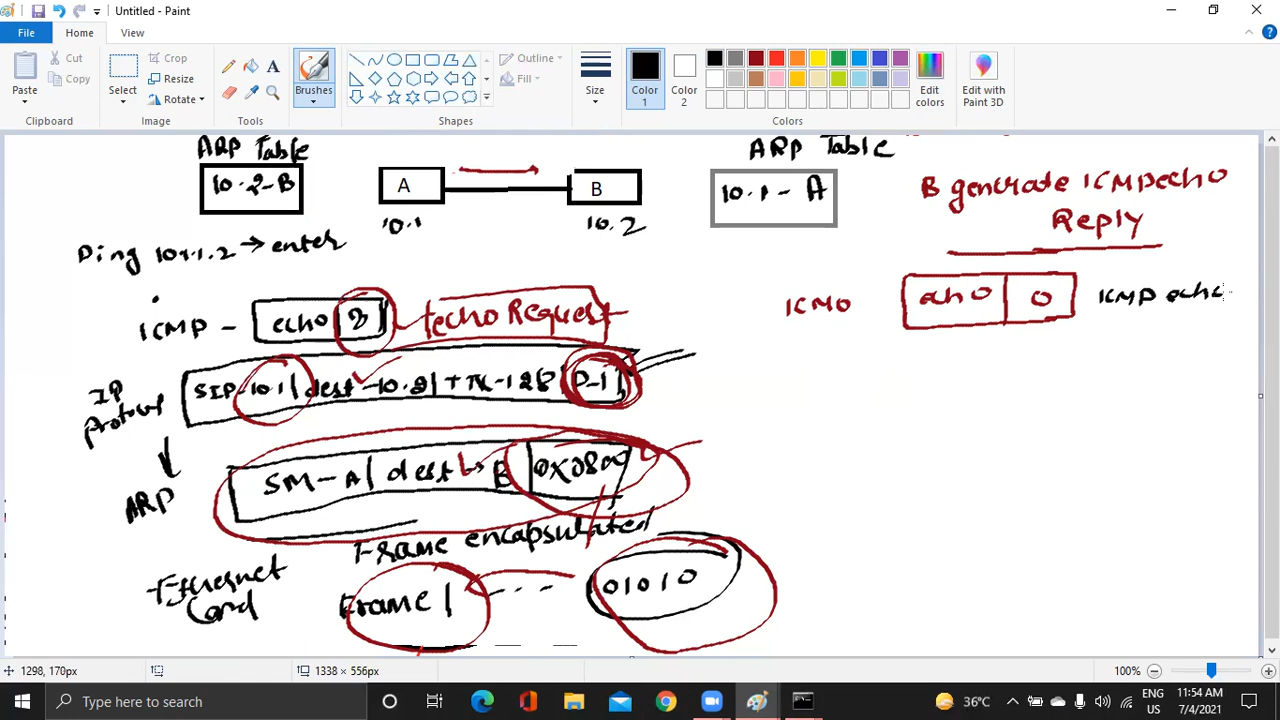 Untitled - Paint
File
Home
View
Paste
Cut
Copy
Clipboard
Select
Crop
Resize
Rotate
Image
A
Tools
Brushes
Outline
Fill
Shapes
Size
Color 1
Color 2
Edit colors
Edit with Paint 3D
Colors
ARP Table
10.2-B
A
B
10.1
10.2
ARP Table
10.1 - A
B generate ICMPecho
Reply
Ping 10.1.1.2 → enter
ICMP - echo 8 echo Request
ICMO echo 0 ICMP echo
IP Protocol
SIP-10.1 | dest -10.2 | TTL-128 | P-1
ARP
SM-A | dest → B 0x0800
Frame encapsulated
Ethernet Card
Frame | --- 01010
1298, 170px
1338 × 556px
100%
Type here to search
36°C
ENG
US
11:54 AM
7/4/2021